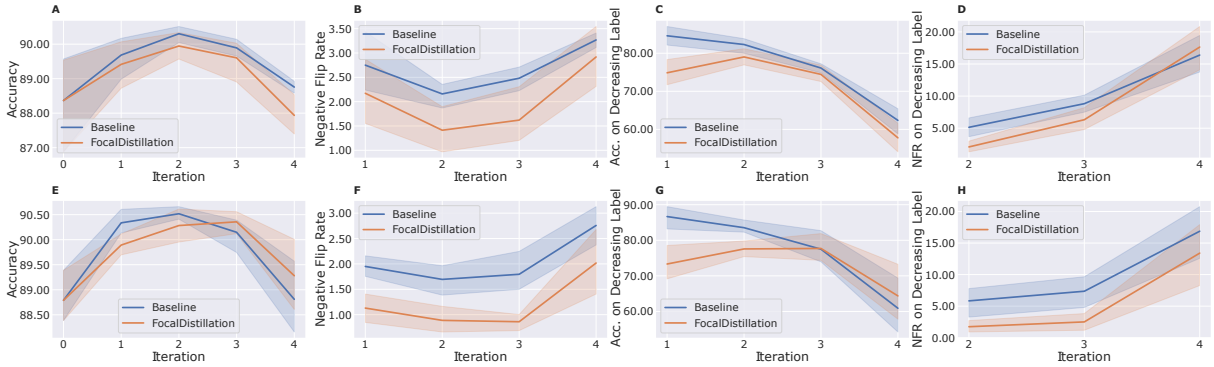 A
Accuracy
90.00
89.00
88.00
87.00
Baseline
FocalDistillation
0 1 2 3 4
Iteration
B
Negative Flip Rate
3.50
3.00
2.50
2.00
1.50
1.00
Baseline
FocalDistillation
1 2 3 4
Iteration
C
Acc. on Decreasing Label
80.00
70.00
60.00
Baseline
FocalDistillation
1 2 3 4
Iteration
D
NFR on Decreasing Label
20.00
15.00
10.00
5.00
Baseline
FocalDistillation
2 3 4
Iteration
E
Accuracy
90.50
90.00
89.50
89.00
88.50
Baseline
FocalDistillation
0 1 2 3 4
Iteration
F
Negative Flip Rate
3.00
2.00
1.00
Baseline
FocalDistillation
1 2 3 4
Iteration
G
Acc. on Decreasing Label
90.00
80.00
70.00
60.00
Baseline
FocalDistillation
1 2 3 4
Iteration
H
NFR on Decreasing Label
20.00
15.00
10.00
5.00
0.00
Baseline
FocalDistillation
2 3 4
Iteration